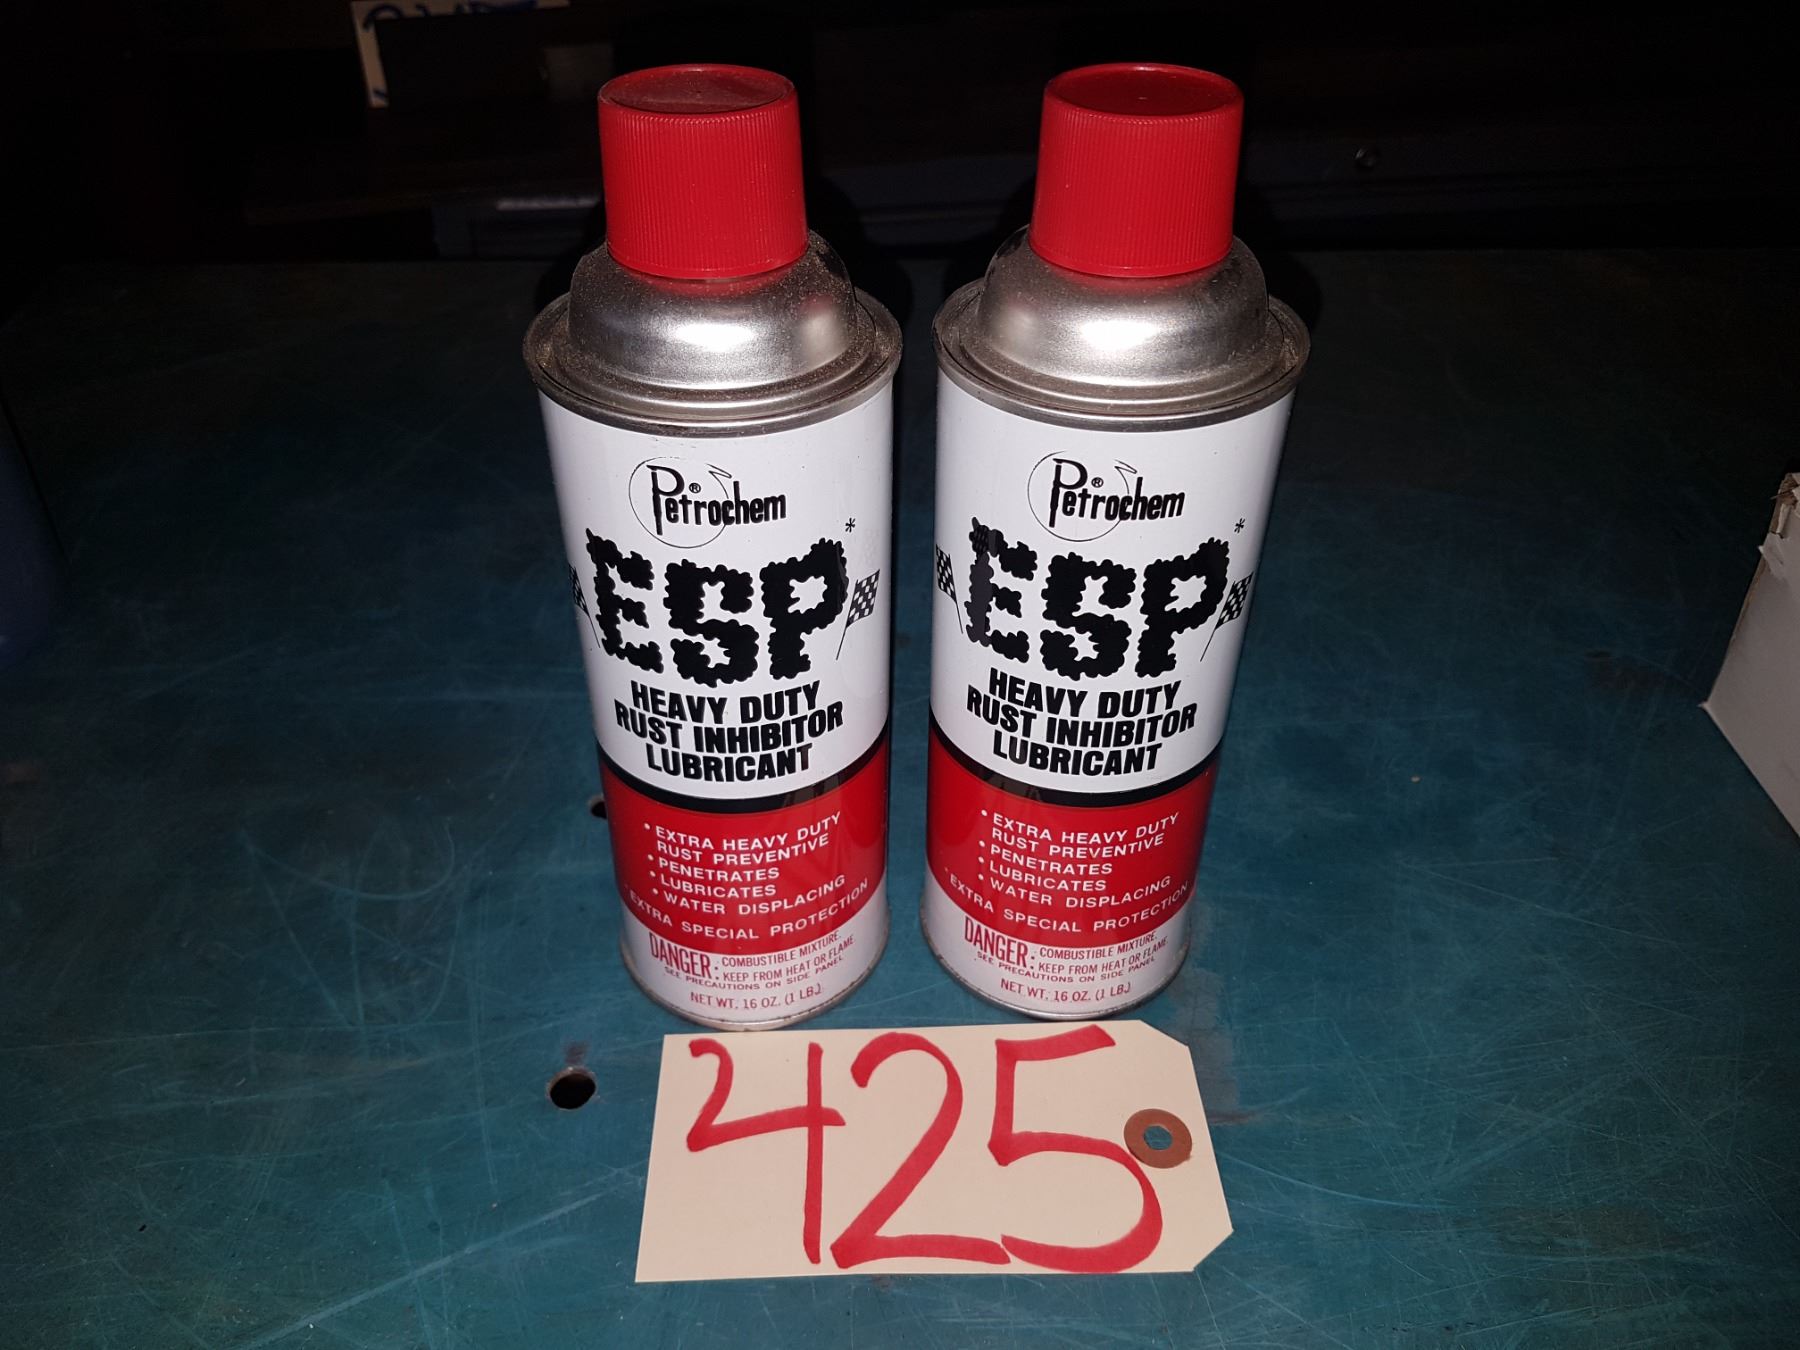 Petrochem®
ESP*
HEAVY DUTY
RUST INHIBITOR
LUBRICANT
• EXTRA HEAVY DUTY
RUST PREVENTIVE
• PENETRATES
• LUBRICATES
• WATER DISPLACING
EXTRA SPECIAL PROTECTION
DANGER: COMBUSTIBLE MIXTURE.
KEEP FROM HEAT OR FLAME
SEE PRECAUTIONS ON SIDE PANEL
NET WT. 16 OZ. (1 LB.)
Petrochem®
ESP*
HEAVY DUTY
RUST INHIBITOR
LUBRICANT
• EXTRA HEAVY DUTY
RUST PREVENTIVE
• PENETRATES
• LUBRICATES
• WATER DISPLACING
EXTRA SPECIAL PROTECTION
DANGER: COMBUSTIBLE MIXTURE.
KEEP FROM HEAT OR FLAME
SEE PRECAUTIONS ON SIDE PANEL
NET WT. 16 OZ. (1 LB.)
425